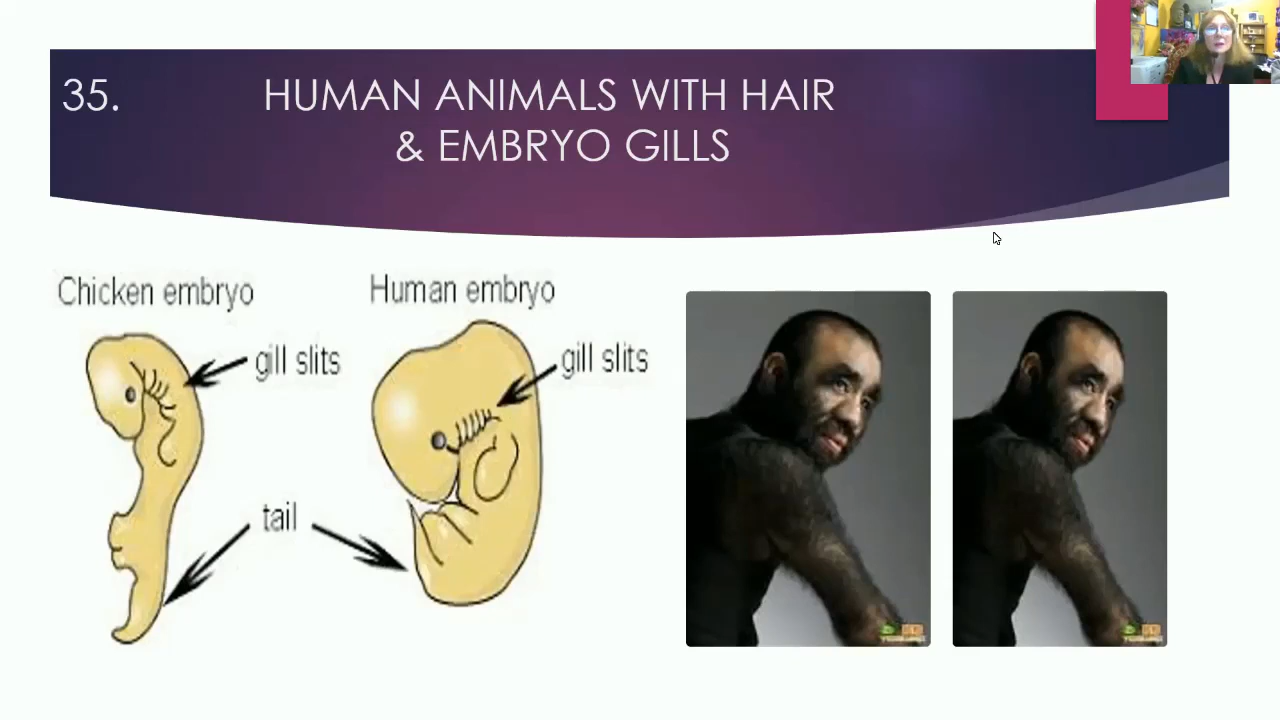 35.
HUMAN ANIMALS WITH HAIR
& EMBRYO GILLS
Chicken embryo
Human embryo
gill slits
gill slits
tail